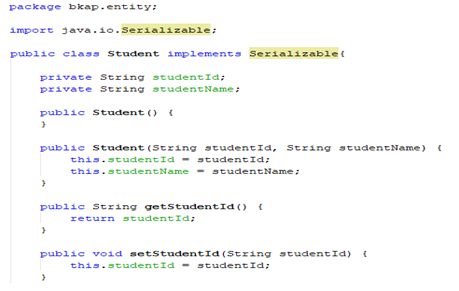 package bkap.entity;
import java.io.Serializable;
public class Student implements Serializable{
private String studentId;
private String studentName;
public Student() {
}
public Student(String studentId, String studentName) {
this.studentId = studentId;
this.studentName = studentName;
}
public String getStudentId() {
return studentId;
}
public void setStudentId(String studentId) {
this.studentId = studentId;
}